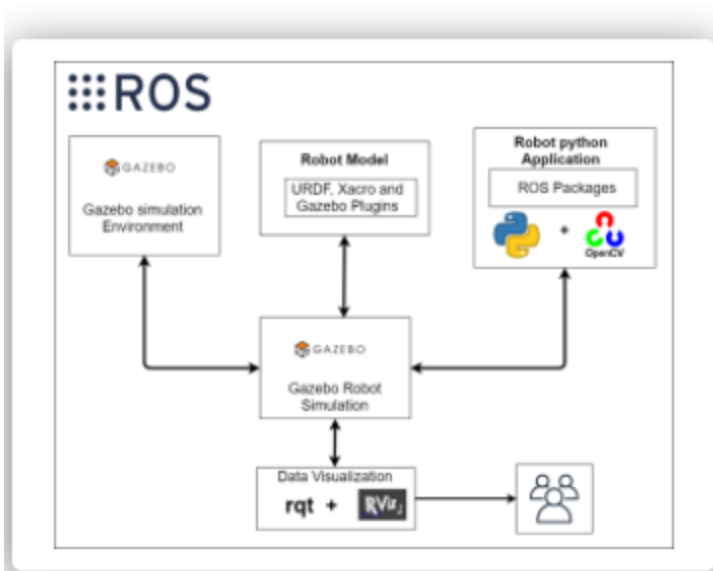 ROS
GAZEBO
Gazebo simulation
Environment
Robot Model
URDF, Xacro and
Gazebo Plugins
Robot python
Application
ROS Packages
+
OpenCV
GAZEBO
Gazebo Robot
Simulation
Data Visualization
rqt + RViz